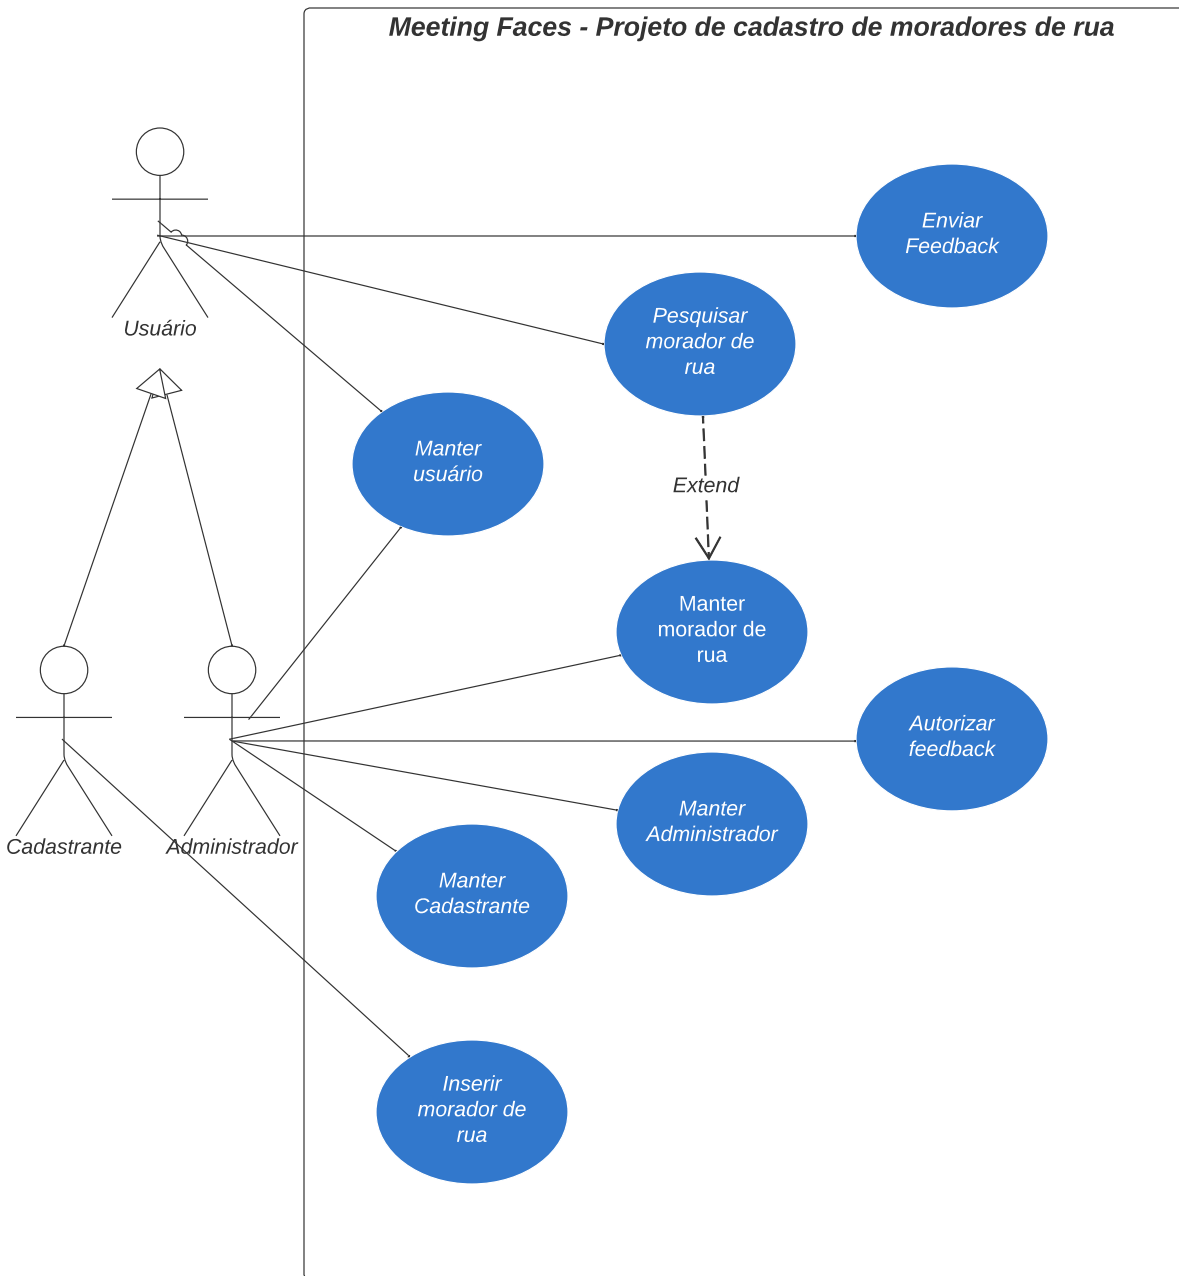 Meeting Faces - Projeto de cadastro de moradores de rua
Enviar
Feedback
Pesquisar
morador de
rua
Usuário
Manter
usuário
Extend
Manter
morador de
rua
Autorizar
feedback
Manter
Administrador
Cadastrante
Administrador
Manter
Cadastrante
Inserir
morador de
rua